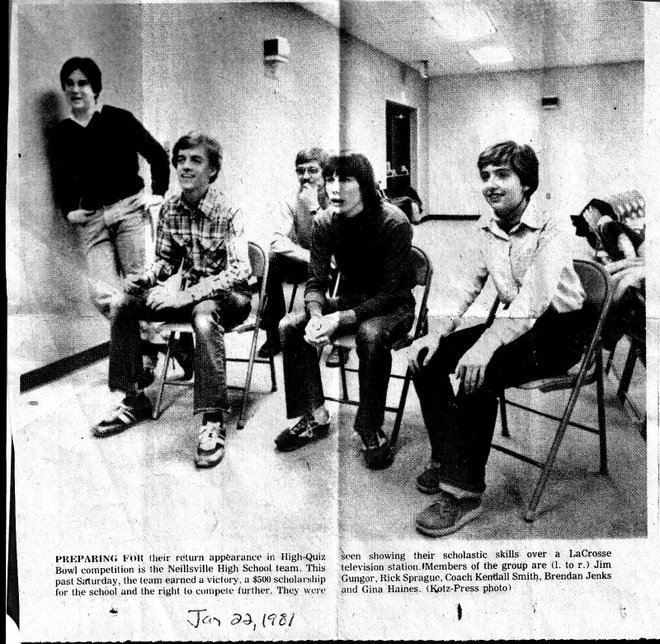 PREPARING FOR their return appearance in High-Quiz
Bowl competition is the Neillsville High School team. This
past Saturday, the team earned a victory, a $500 scholarship
for the school and the right to compete further. They were
seen showing their scholastic skills over a LaCrosse
television station. Members of the group are (l. to r.) Jim
Gungor, Rick Sprague, Coach Kendall Smith, Brendan Jenks
and Gina Haines. (Kotz-Press photo)
Jan 22, 1981